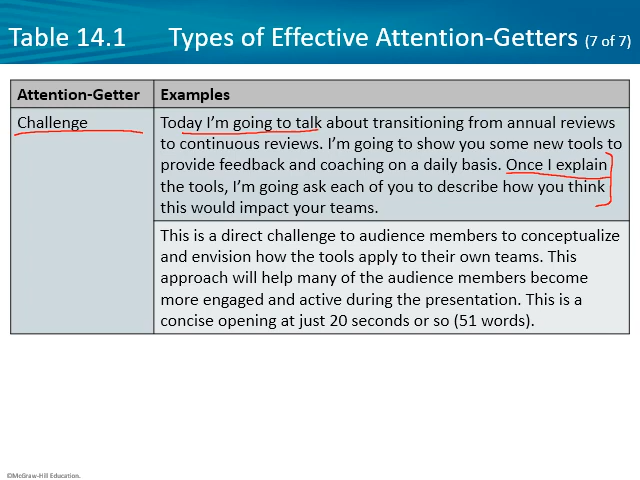 Table 14.1 Types of Effective Attention-Getters (7 of 7)
Attention-Getter Examples
Challenge
Today I'm going to talk about transitioning from annual reviews
to continuous reviews. I'm going to show you some new tools to
provide feedback and coaching on a daily basis. Once I explain
the tools, I'm going ask each of you to describe how you think
this would impact your teams.
This is a direct challenge to audience members to conceptualize
and envision how the tools apply to their own teams. This
approach will help many of the audience members become
more engaged and active during the presentation. This is a
concise opening at just 20 seconds or so (51 words).
©McGraw-Hill Education.